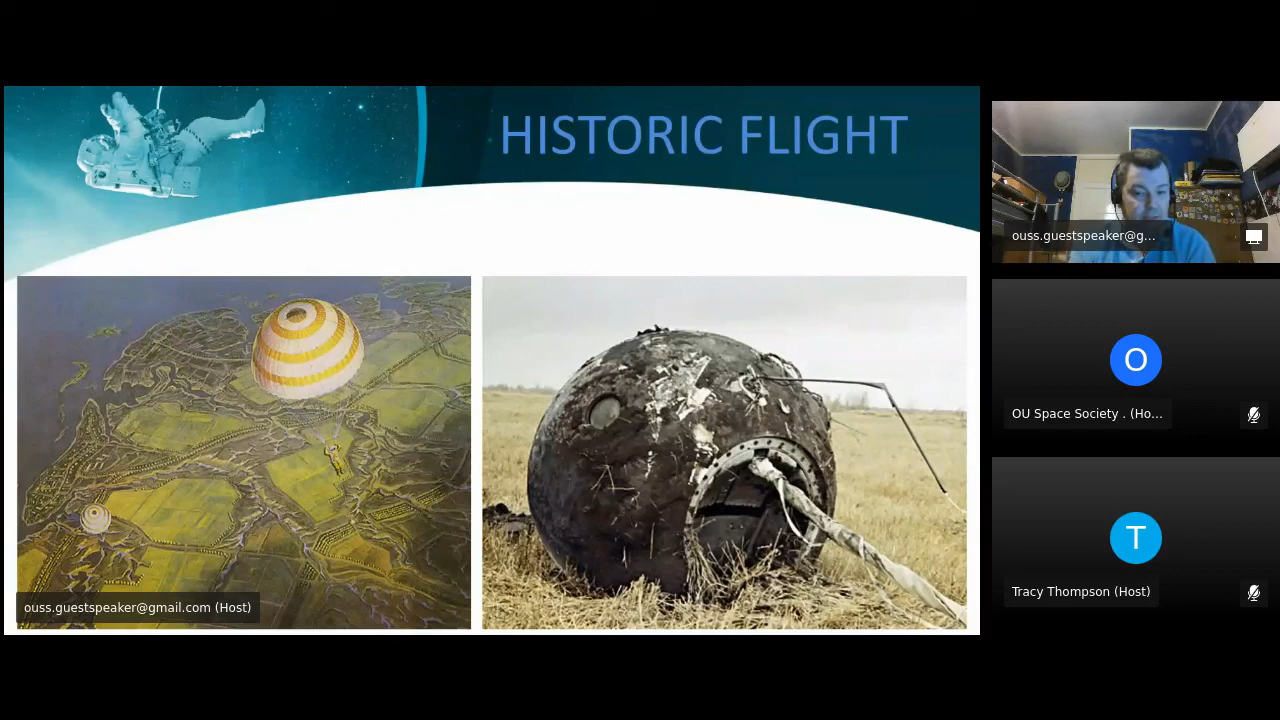 HISTORIC FLIGHT
ouss.guestspeaker@g...
O
OU Space Society . (Ho...
T
Tracy Thompson (Host)
ouss.guestspeaker@gmail.com (Host)